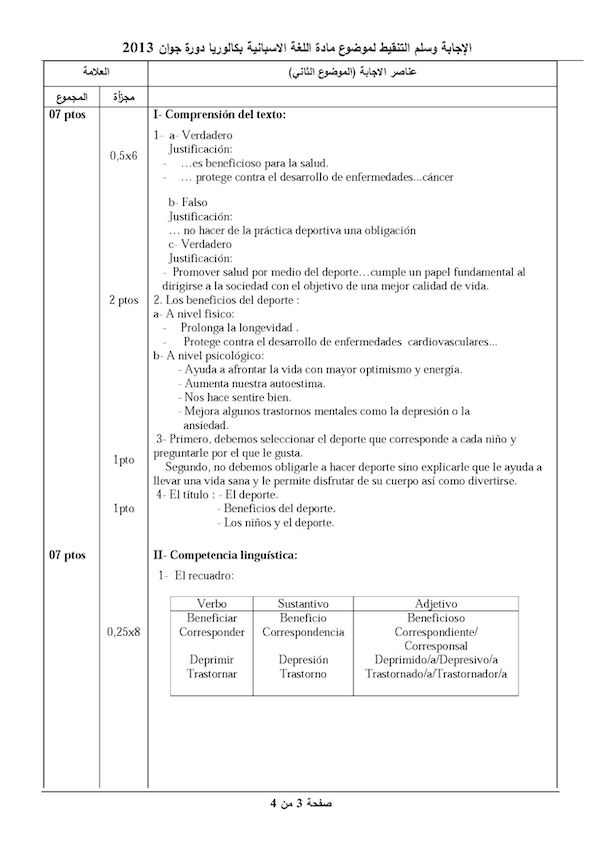 الإجابة وسلم التنقيط لموضوع مادة اللغة الاسبانية بكالوريا دورة جوان 2013
العلامة
عناصر الاجابة (الموضوع الثاني)
المجموع
مجزأة
07 ptos
I- Comprensión del texto:
1- a- Verdadero
Justificación:
0,5x6
- …es beneficioso para la salud.
- … protege contra el desarrollo de enfermedades...cáncer
b- Falso
Justificación:
… no hacer de la práctica deportiva una obligación
c- Verdadero
Justificación:
- Promover salud por medio del deporte…cumple un papel fundamental al
dirigirse a la sociedad con el objetivo de una mejor calidad de vida.
2 ptos
2. Los beneficios del deporte :
a- A nivel físico:
- Prolonga la longevidad .
- Protege contra el desarrollo de enfermedades cardiovasculares...
b- A nivel psicológico:
- Ayuda a afrontar la vida con mayor optimismo y energía.
- Aumenta nuestra autoestima.
- Nos hace sentire bien.
- Mejora algunos trastornos mentales como la depresión o la
ansiedad.
3- Primero, debemos seleccionar el deporte que corresponde a cada niño y
1pto
preguntarle por el que le gusta.
Segundo, no debemos obligarle a hacer deporte sino explicarle que le ayuda a
llevar una vida sana y le permite disfrutar de su cuerpo así como divertirse.
4- El título : - El deporte.
1pto
- Beneficios del deporte.
- Los niños y el deporte.
07 ptos
II- Competencia linguística:
1- El recuadro:
Verbo Sustantivo Adjetivo
Beneficiar Beneficio Beneficioso
0,25x8
Corresponder Correspondencia Correspondiente/
Corresponsal
Deprimir Depresión Deprimido/a/Depresivo/a
Trastornar Trastorno Trastornado/a/Trastornador/a
صفحة 3 من 4